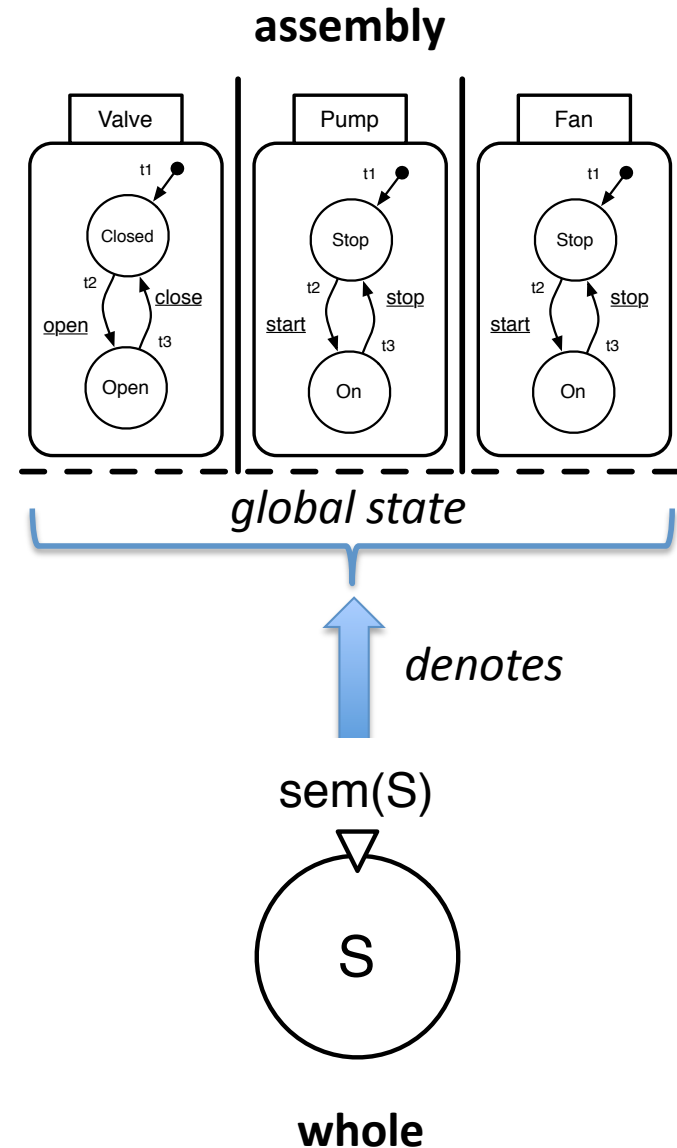 assembly
Valve
t1
Closed
t2
close
open
t3
Open
Pump
t1
Stop
t2
stop
start
t3
On
Fan
t1
Stop
t2
stop
start
t3
On
global state
denotes
sem(S)
S
whole